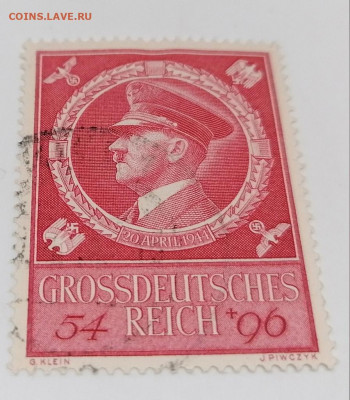 COINS.LAVE.RU
20 APRIL 1944
GROSSDEUTSCHES
54 REICH +96
G. KLEIN J. PIWCZYK